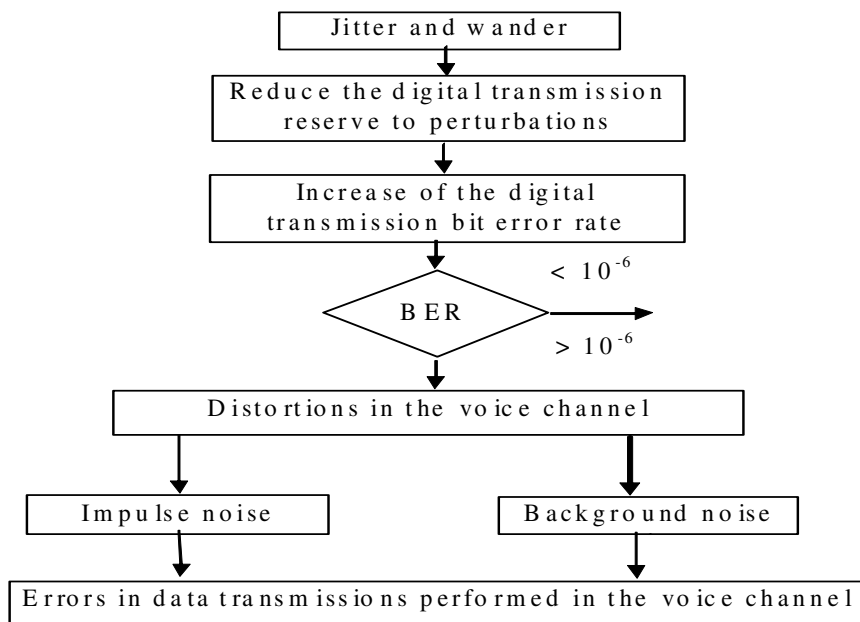 Jitter and wander
Reduce the digital transmission
reserve to perturbations
Increase of the digital
transmission bit error rate
< 10⁻⁶
BER
> 10⁻⁶
Distortions in the voice channel
Impulse noise
Background noise
Errors in data transmissions performed in the voice channel